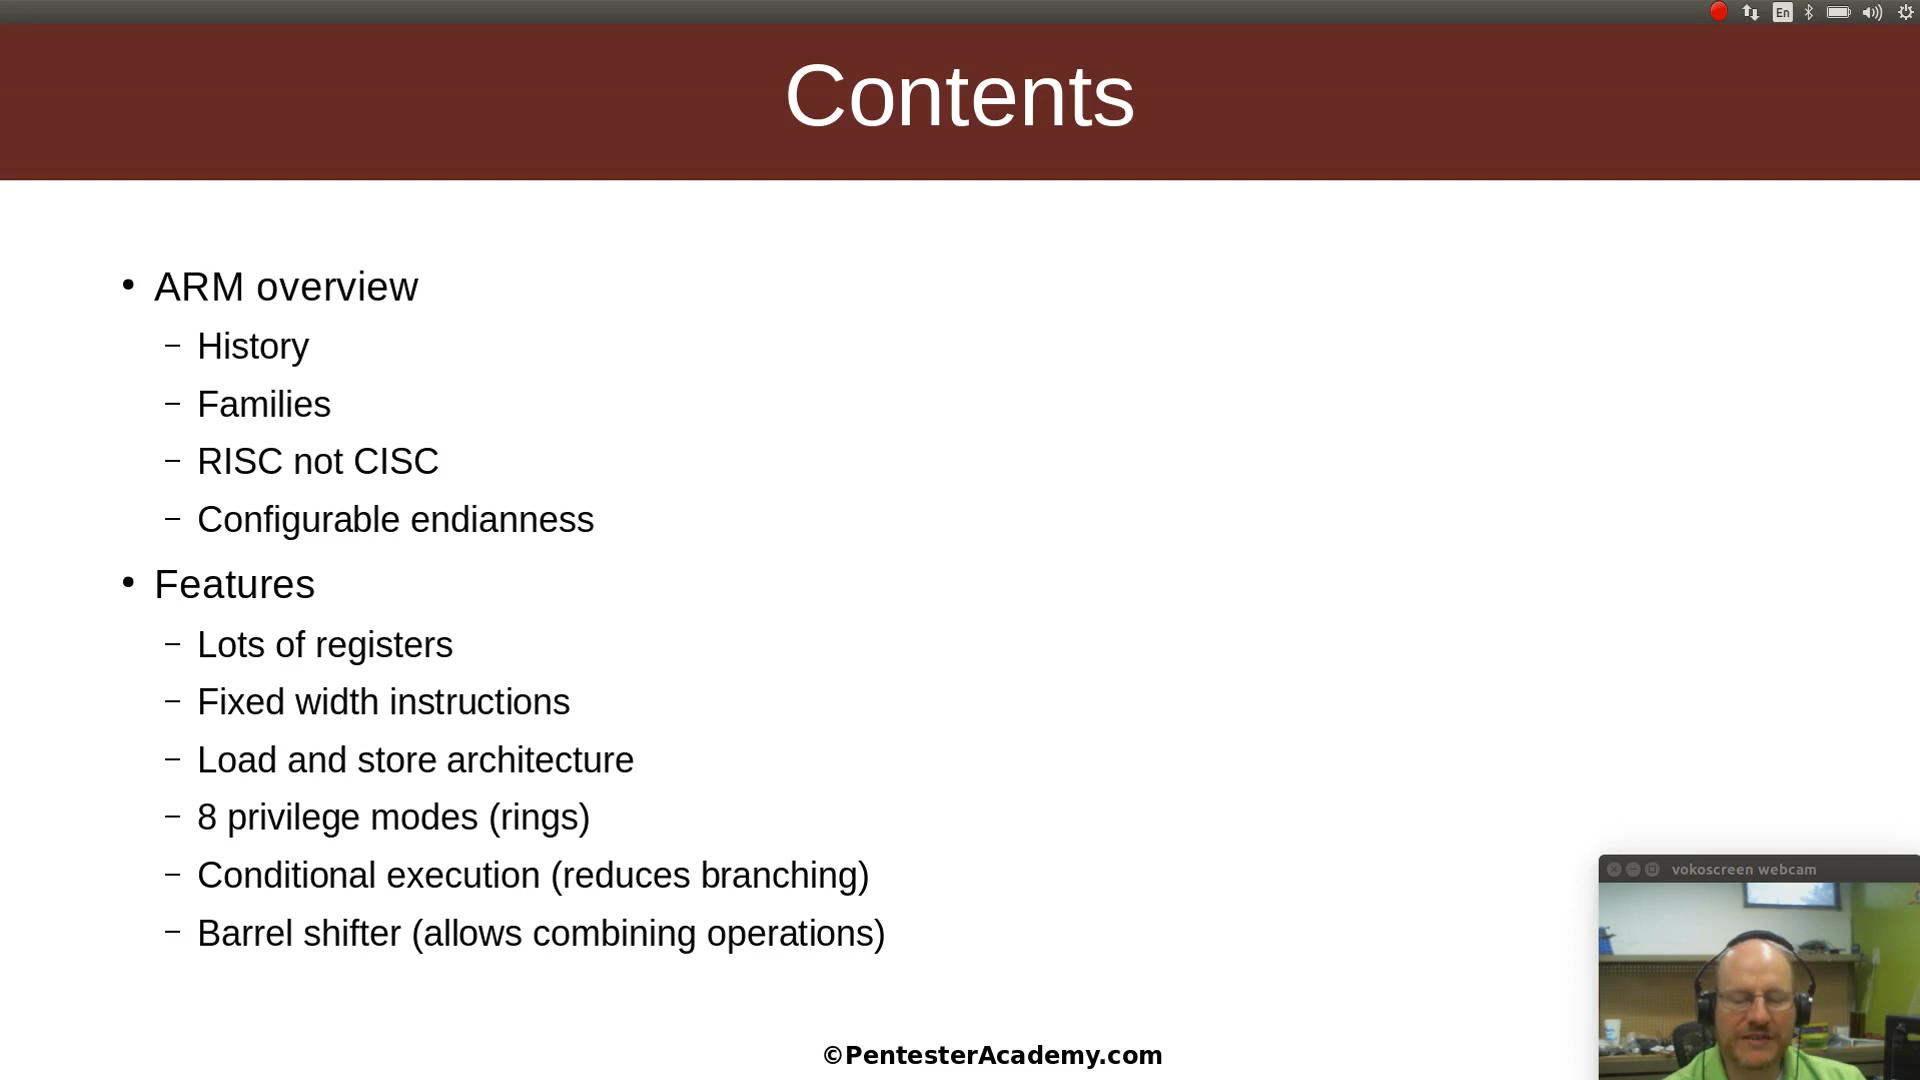 En
Contents
• ARM overview
– History
– Families
– RISC not CISC
– Configurable endianness
• Features
– Lots of registers
– Fixed width instructions
– Load and store architecture
– 8 privilege modes (rings)
– Conditional execution (reduces branching)
– Barrel shifter (allows combining operations)
vokoscreen webcam
©PentesterAcademy.com